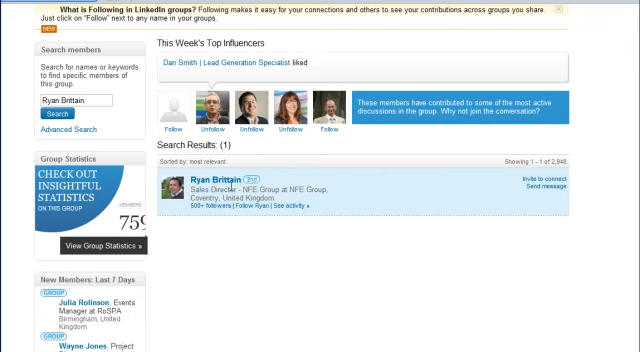 What is Following in LinkedIn groups? Following makes it easy for your connections and others to see your contributions across groups you share.
Just click on "Follow" next to any name in your groups.
NEW
Search members
Search for names or keywords
to find specific members of
this group.
Ryan Brittain
Search
Advanced Search
Group Statistics
CHECK OUT
INSIGHTFUL
STATISTICS
ON THIS GROUP
MEMBERS
759
View Group Statistics »
New Members: Last 7 Days
GROUP
Julia Rolinson, Events
Manager at RoSPA
Birmingham, United
Kingdom
GROUP
Wayne Jones, Project
This Week's Top Influencers
Dan Smith | Lead Generation Specialist liked
Follow
Unfollow
Unfollow
Unfollow
Follow
These members have contributed to some of the most active
discussions in the group. Why not join the conversation?
Search Results: (1)
Sorted by: most relevant
Showing 1 - 1 of 2,948
Ryan Brittain 2nd
Sales Director - NFE Group at NFE Group,
Coventry, United Kingdom
500+ followers | Follow Ryan | See activity »
Invite to connect
Send message